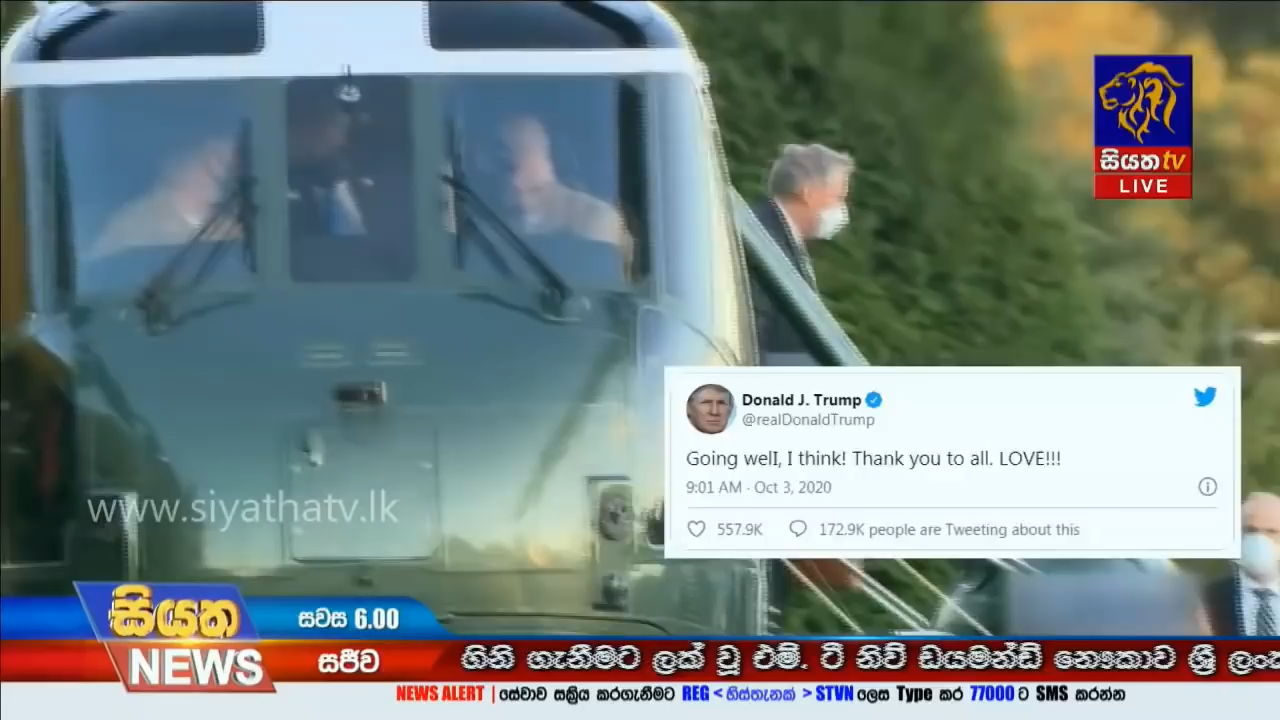 සියත tv
LIVE
Donald J. Trump
@realDonaldTrump
Going well, I think! Thank you to all. LOVE!!!
9:01 AM · Oct 3, 2020
557.9K 172.9K people are Tweeting about this
www.siyathatv.lk
සියත
සවස 6.00
NEWS
සජීව
ගිනි ගැනීමට ලක් වූ එම්. ටී නිව් ඩයමන්ඩ් නෞකාව ශ්‍රී ලංක
NEWS ALERT | සේවාව සක්‍රිය කරගැනීමට REG < හිස්තැනක් > STVN ලෙස Type කර 77000 ට SMS කරන්න